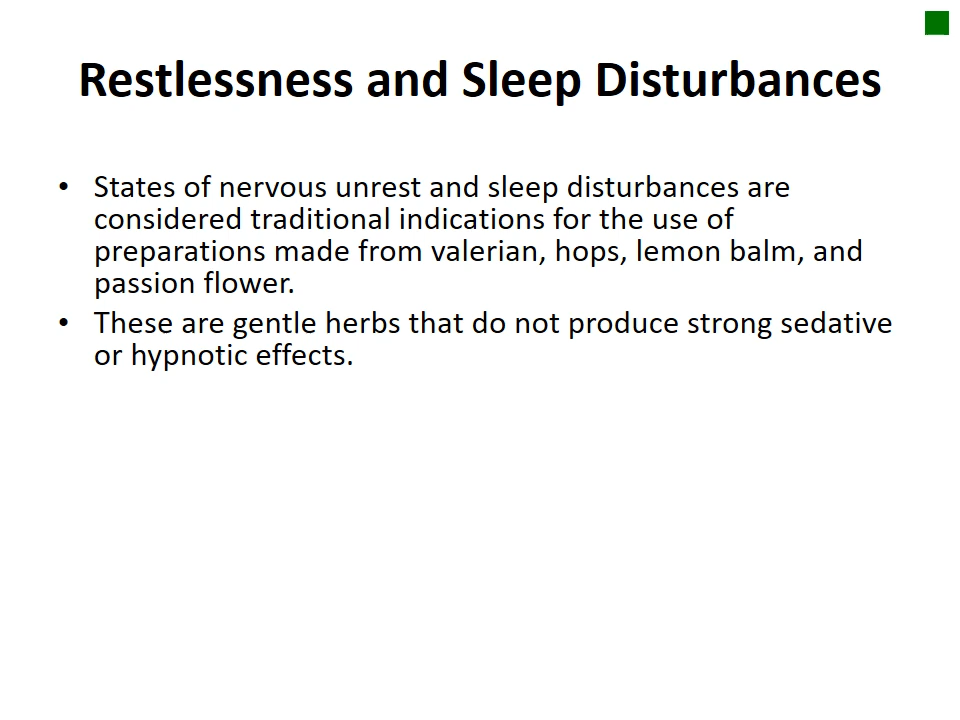 Restlessness and Sleep Disturbances
• States of nervous unrest and sleep disturbances are
considered traditional indications for the use of
preparations made from valerian, hops, lemon balm, and
passion flower.
• These are gentle herbs that do not produce strong sedative
or hypnotic effects.